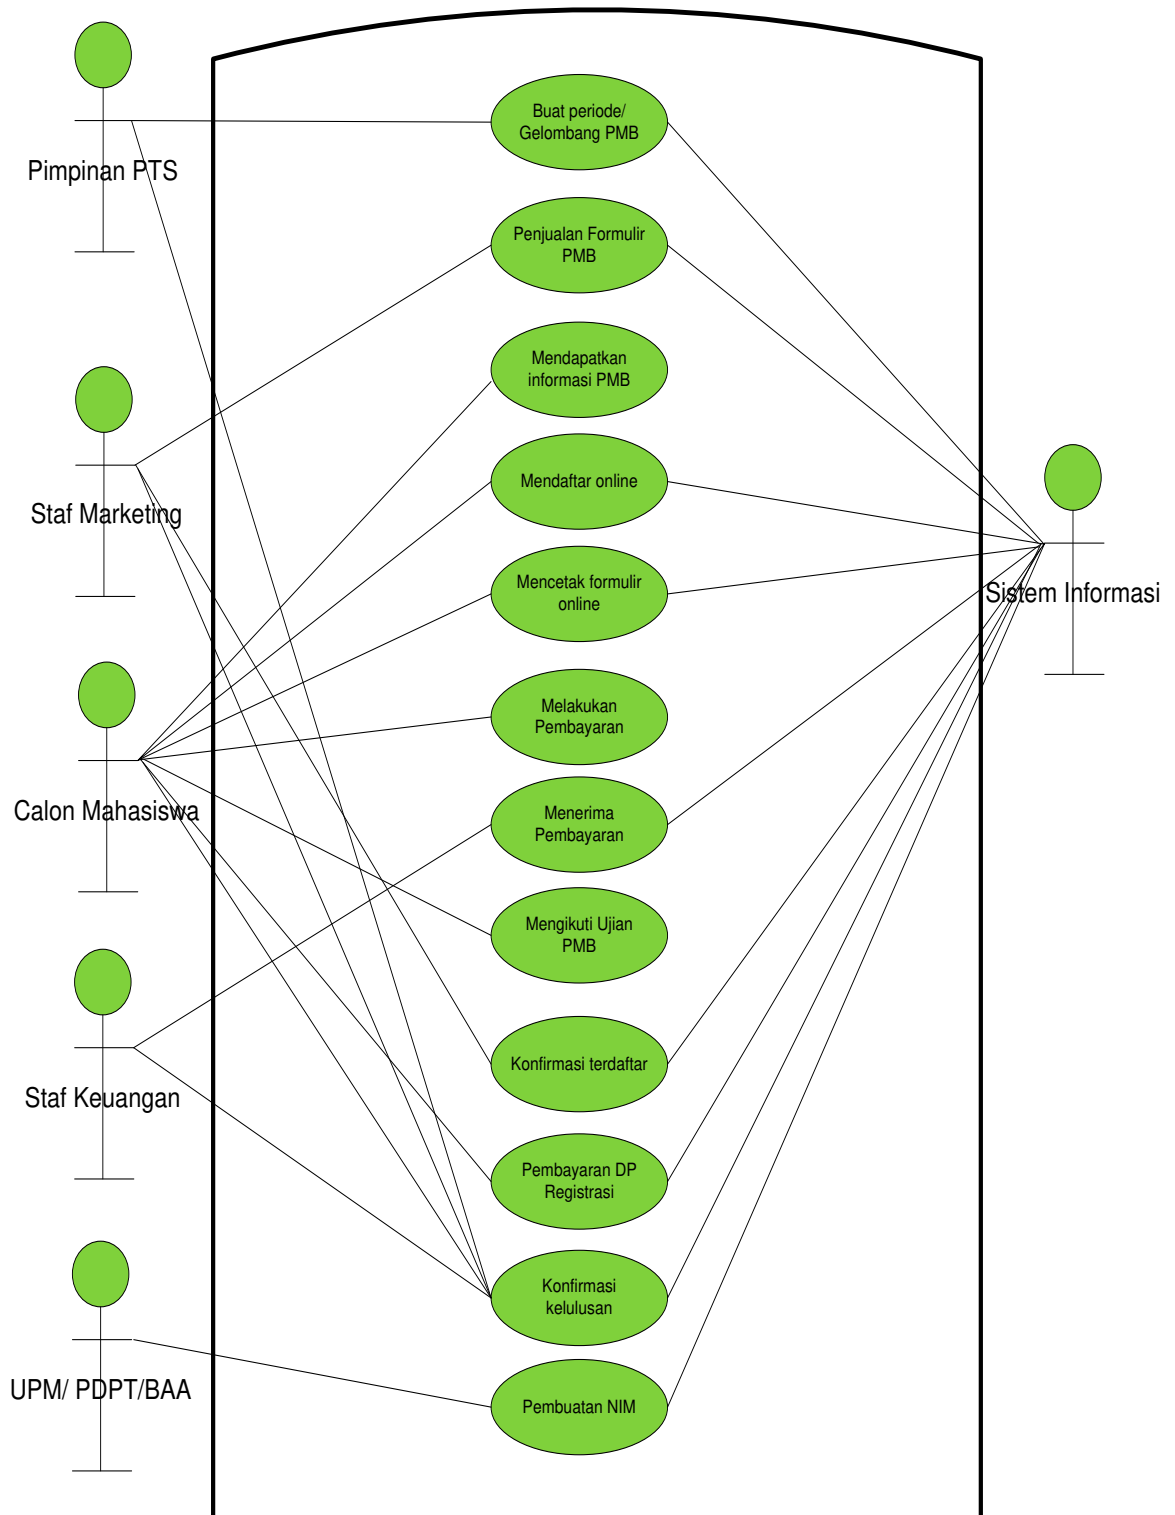 Buat periode/
Gelombang PMB
Pimpinan PTS
Penjualan Formulir
PMB
Mendapatkan
informasi PMB
Mendaftar online
Staf Marketing
Mencetak formulir
online
Sistem Informasi
Melakukan
Pembayaran
Calon Mahasiswa
Menerima
Pembayaran
Mengikuti Ujian
PMB
Konfirmasi terdaftar
Staf Keuangan
Pembayaran DP
Registrasi
Konfirmasi
kelulusan
UPM/ PDPT/BAA
Pembuatan NIM